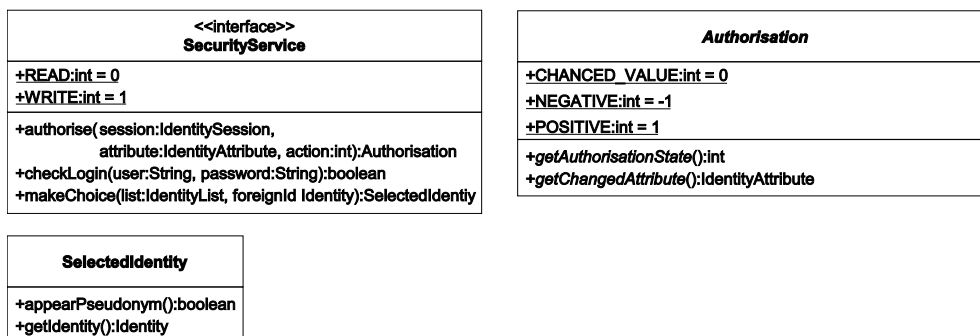 <<interface>>
SecurityService
+READ:int = 0
+WRITE:int = 1
+authorise( session:IdentitySession,
attribute:IdentityAttribute, action:int):Authorisation
+checkLogin(user:String, password:String):boolean
+makeChoice(list:IdentityList, foreignId Identity):SelectedIdentiy
Authorisation
+CHANCED_VALUE:int = 0
+NEGATIVE:int = -1
+POSITIVE:int = 1
+getAuthorisationState():int
+getChangedAttribute():IdentityAttribute
SelectedIdentity
+appearPseudonym():boolean
+getIdentity():Identity